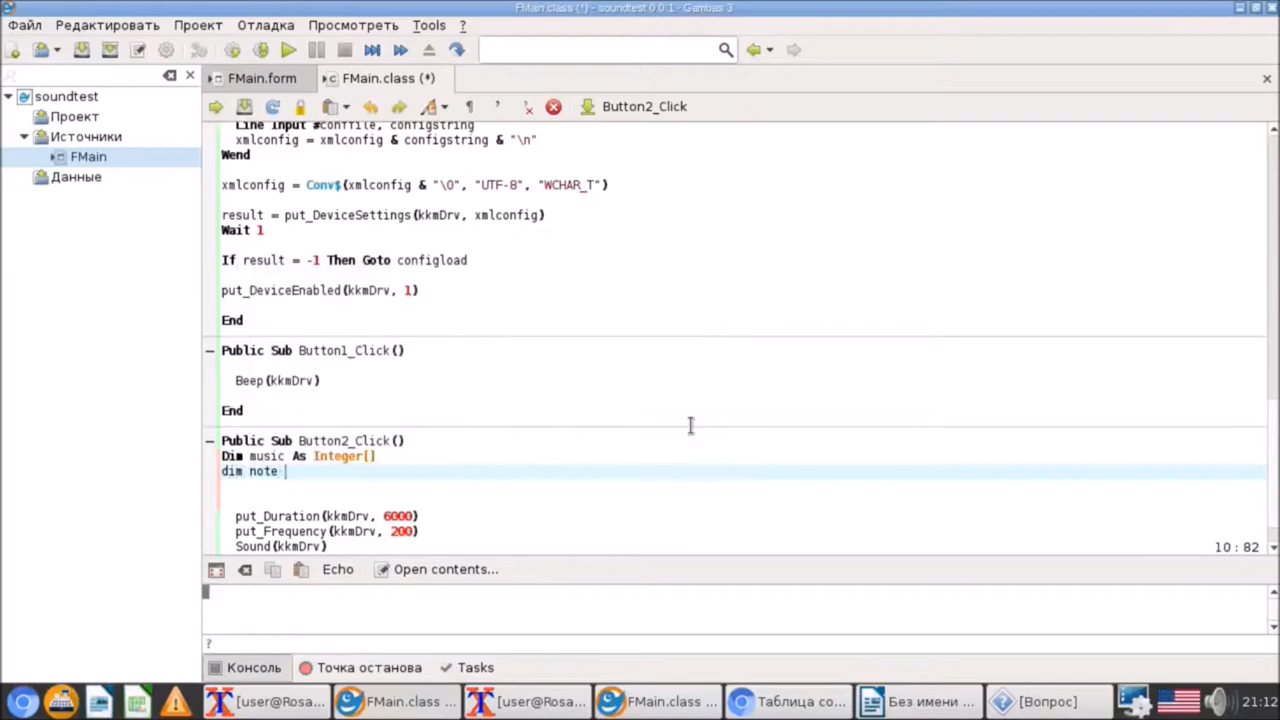 FMain.class (*) - soundtest 0.0.1 - Gambas 3
Файл Редактировать Проект Отладка Просмотреть Tools ?
FMain.form FMain.class (*)
soundtest
Проект
Источники
FMain
Данные
Button2_Click
Line Input #conffile, configstring
xmlconfig = xmlconfig & configstring & "\n"
Wend
xmlconfig = Conv$(xmlconfig & "\0", "UTF-8", "WCHAR_T")
result = put_DeviceSettings(kkmDrv, xmlconfig)
Wait 1
If result = -1 Then Goto configload
put_DeviceEnabled(kkmDrv, 1)
End
Public Sub Button1_Click()
Beep(kkmDrv)
End
Public Sub Button2_Click()
Dim music As Integer[]
dim note
put_Duration(kkmDrv, 6000)
put_Frequency(kkmDrv, 200)
Sound(kkmDrv)
10 : 82
Echo Open contents...
?
Консоль Точка останова Tasks
[user@Rosa... FMain.class ... [user@Rosa... FMain.class ... Таблица со... Без имени ... [Вопрос] 21:12